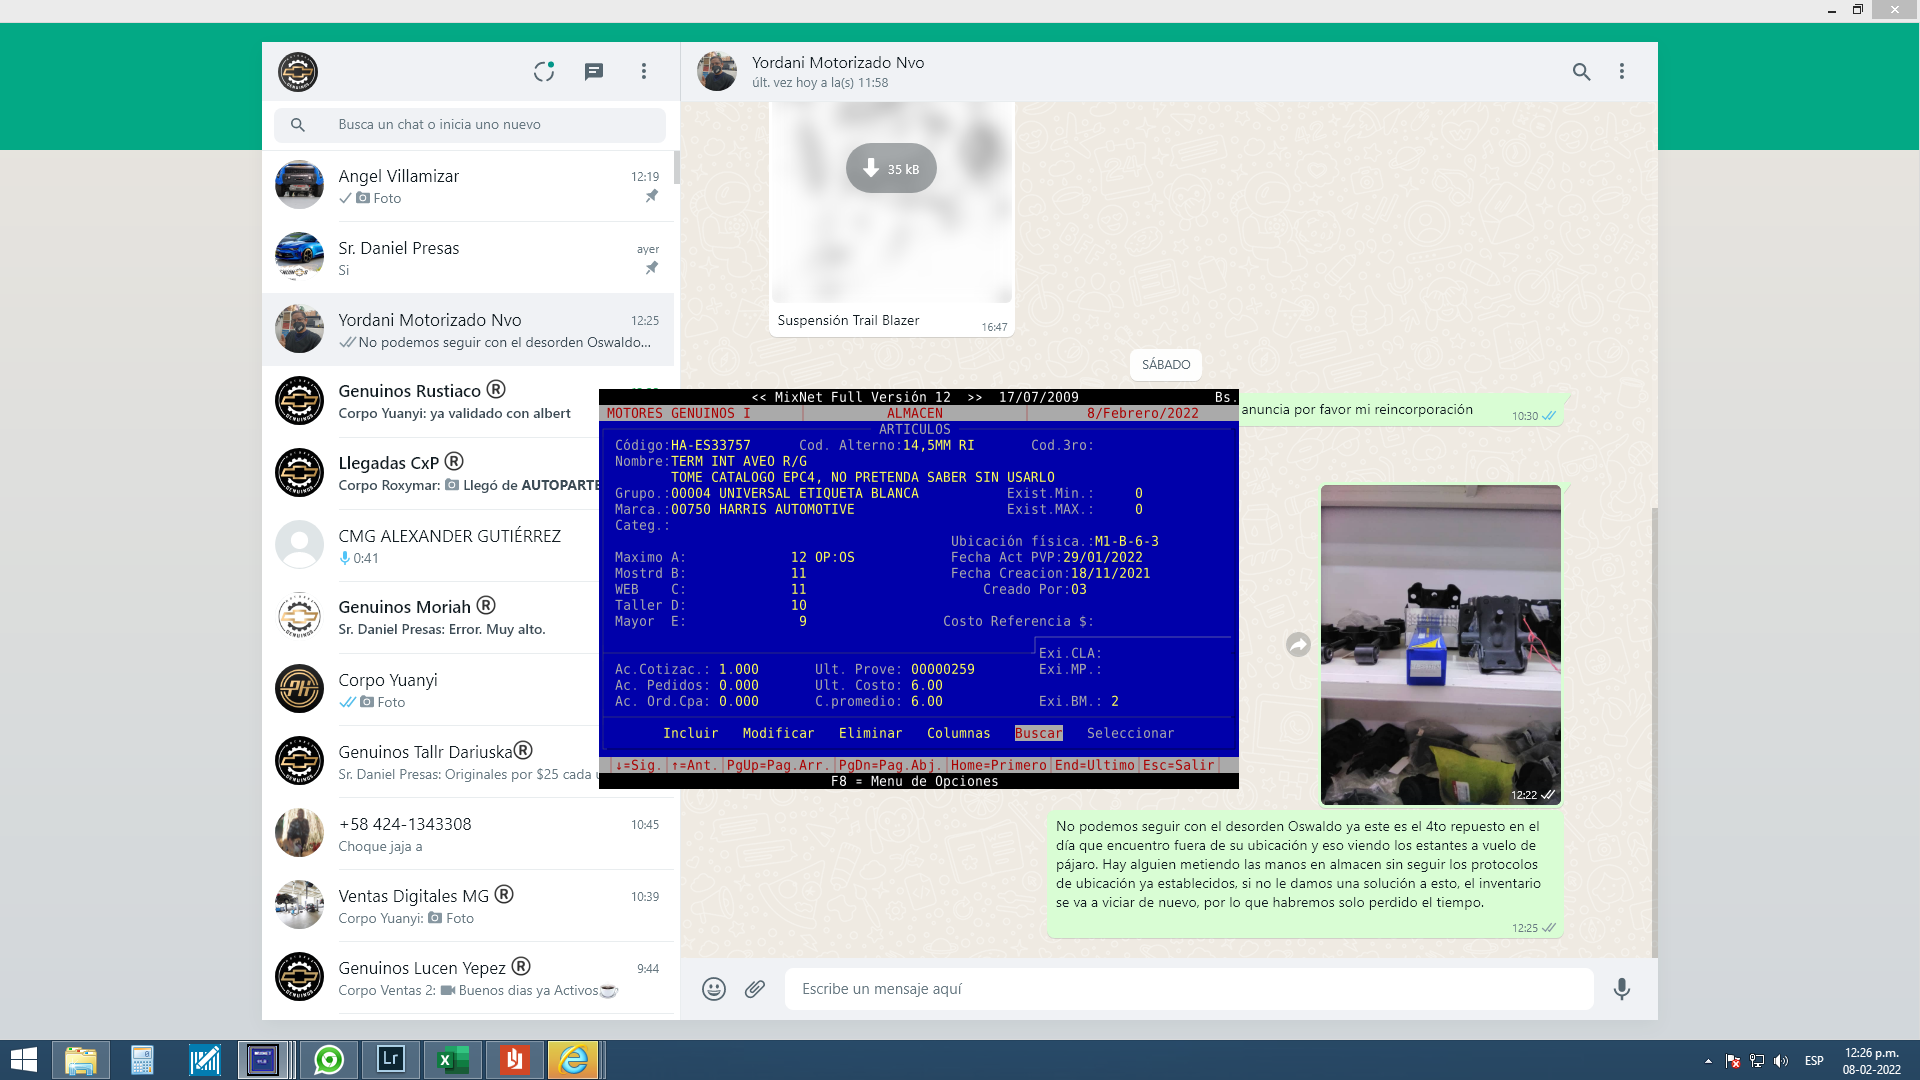 Busca un chat o inicia uno nuevo
Angel Villamizar
12:19
Foto
Sr. Daniel Presas
ayer
Si
Yordani Motorizado Nvo
12:25
No podemos seguir con el desorden Oswaldo...
Genuinos Rustiaco ®
Corpo Yuanyi: ya validado con albert
Llegadas CxP ®
Corpo Roxymar: Llegó de AUTOPARTE
CMG ALEXANDER GUTIÉRREZ
0:41
Genuinos Moriah ®
Sr. Daniel Presas: Error. Muy alto.
Corpo Yuanyi
Foto
Genuinos Tallr Dariuska®
Sr. Daniel Presas: Originales por $25 cada u
+58 424-1343308
10:45
Choque jaja a
Ventas Digitales MG ®
10:39
Corpo Yuanyi: Foto
Genuinos Lucen Yepez ®
9:44
Corpo Ventas 2: Buenos dias ya Activos☕
Yordani Motorizado Nvo
últ. vez hoy a la(s) 11:58
35 kB
Suspensión Trail Blazer
16:47
SÁBADO
anuncia por favor mi reincorporación
10:30
<< MixNet Full Versión 12 >> 17/07/2009 Bs.
MOTORES GENUINOS I ALMACEN 8/Febrero/2022
ARTICULOS
Código:HA-ES33757 Cod. Alterno:14,5MM RI Cod.3ro:
Nombre:TERM INT AVEO R/G
TOME CATALOGO EPC4, NO PRETENDA SABER SIN USARLO
Grupo.:00004 UNIVERSAL ETIQUETA BLANCA Exist.Min.: 0
Marca.:00750 HARRIS AUTOMOTIVE Exist.MAX.: 0
Categ.:
Ubicación física.:M1-B-6-3
Maximo A: 12 OP:OS Fecha Act PVP:29/01/2022
Mostrd B: 11 Fecha Creacion:18/11/2021
WEB C: 11 Creado Por:03
Taller D: 10
Mayor E: 9 Costo Referencia $:
Exi.CLA:
Ac.Cotizac.: 1.000 Ult. Prove: 00000259 Exi.MP.:
Ac. Pedidos: 0.000 Ult. Costo: 6.00
Ac. Ord.Cpa: 0.000 C.promedio: 6.00 Exi.BM.: 2
Incluir Modificar Eliminar Columnas Buscar Seleccionar
↓=Sig. ↑=Ant. PgUp=Pag.Arr. PgDn=Pag.Abj. Home=Primero End=Ultimo Esc=Salir
F8 = Menu de Opciones
12:22
No podemos seguir con el desorden Oswaldo ya este es el 4to repuesto en el
día que encuentro fuera de su ubicación y eso viendo los estantes a vuelo de
pájaro. Hay alguien metiendo las manos en almacen sin seguir los protocolos
de ubicación ya establecidos, si no le damos una solución a esto, el inventario
se va a viciar de nuevo, por lo que habremos solo perdido el tiempo.
12:25
Escribe un mensaje aquí
Lr
ESP
12:26 p.m.
08-02-2022